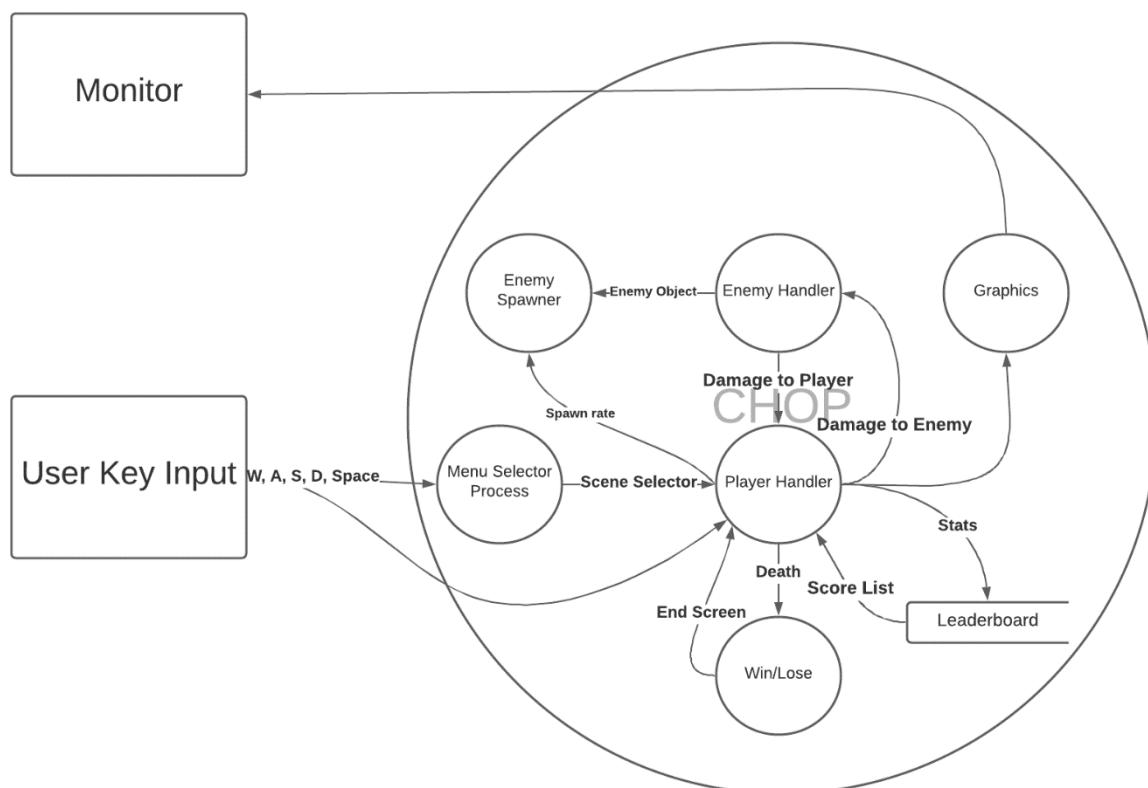 Monitor
Enemy
Spawner
Enemy Object
Enemy Handler
Graphics
Damage to Player
CHOP
Spawn rate
Damage to Enemy
User Key Input
W, A, S, D, Space
Menu Selector
Process
Scene Selector
Player Handler
Stats
Death
Score List
End Screen
Leaderboard
Win/Lose